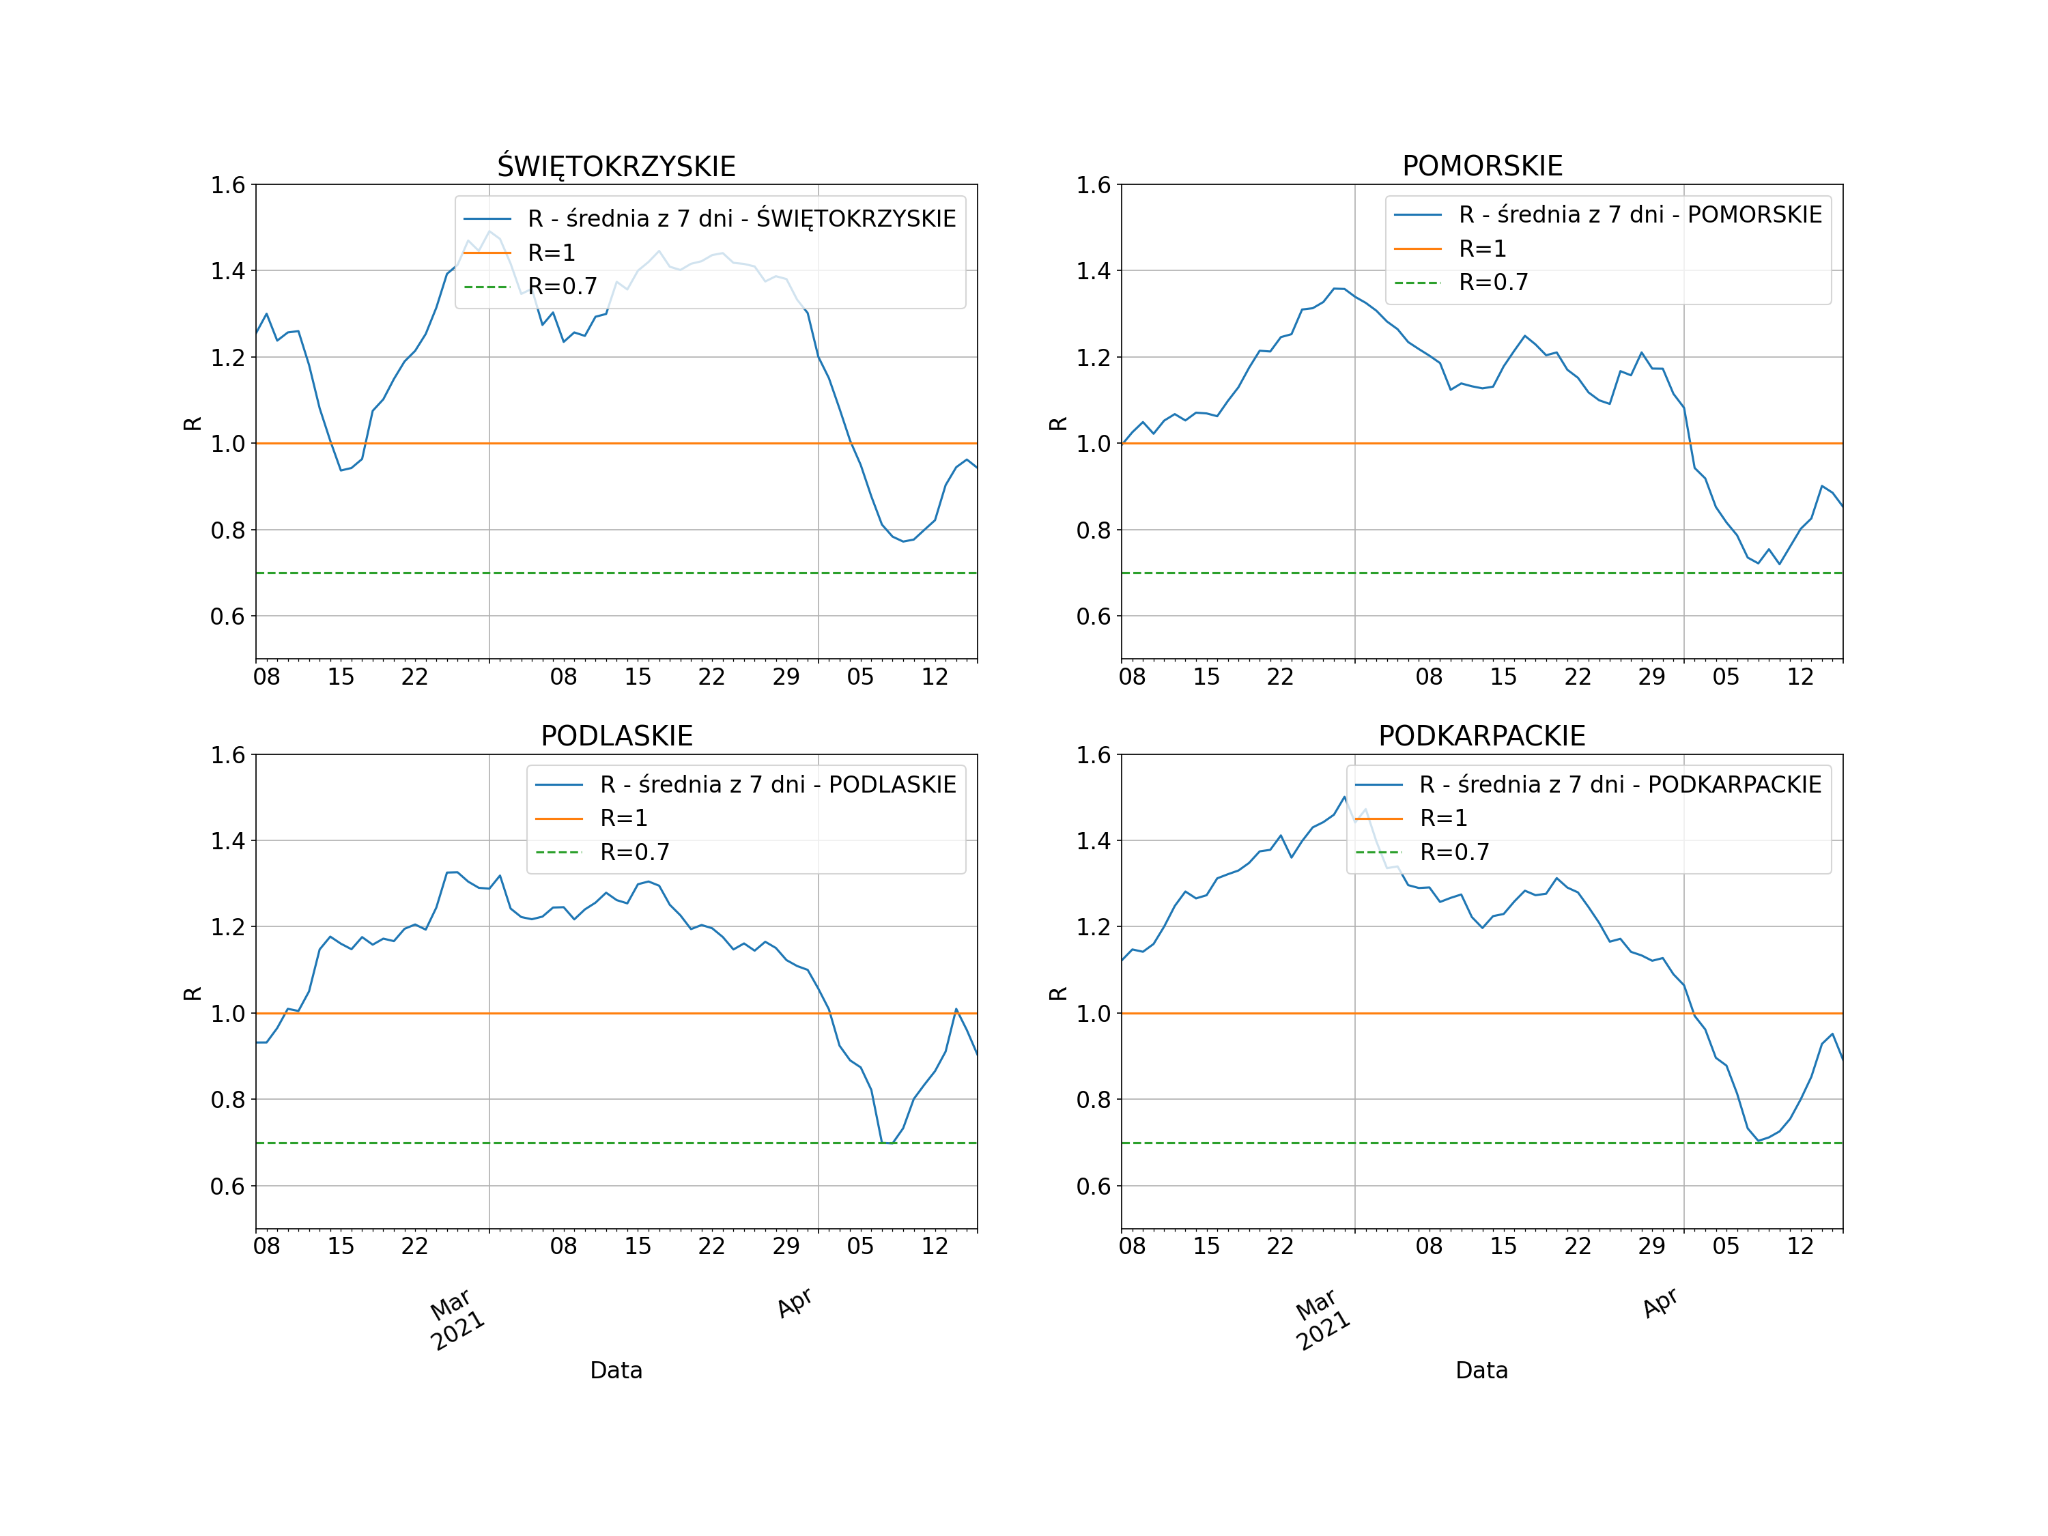 ŚWIĘTOKRZYSKIE
R - średnia z 7 dni - ŚWIĘTOKRZYSKIE
R=1
R=0.7
R
1.6
1.4
1.2
1.0
0.8
0.6
08 15 22 08 15 22 29 05 12
POMORSKIE
R - średnia z 7 dni - POMORSKIE
R=1
R=0.7
R
1.6
1.4
1.2
1.0
0.8
0.6
08 15 22 08 15 22 29 05 12
PODLASKIE
R - średnia z 7 dni - PODLASKIE
R=1
R=0.7
R
1.6
1.4
1.2
1.0
0.8
0.6
08 15 22 08 15 22 29 05 12
Mar
2021
Apr
Data
PODKARPACKIE
R - średnia z 7 dni - PODKARPACKIE
R=1
R=0.7
R
1.6
1.4
1.2
1.0
0.8
0.6
08 15 22 08 15 22 29 05 12
Mar
2021
Apr
Data